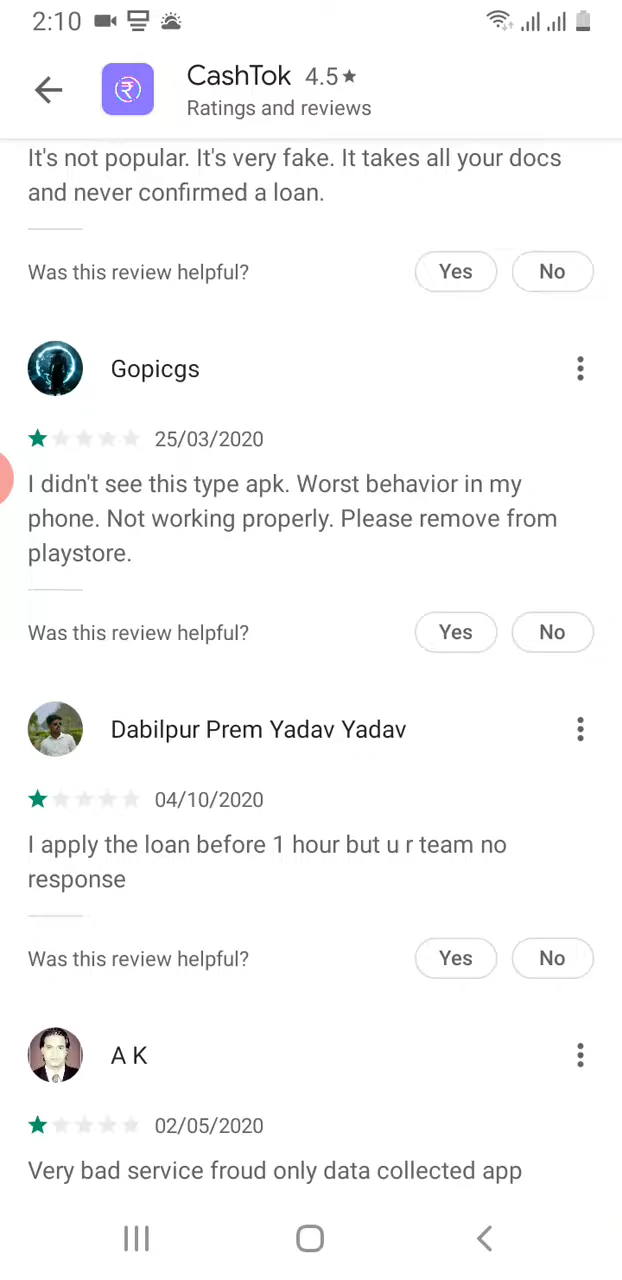 2:10
CashTok 4.5★
Ratings and reviews
It's not popular. It's very fake. It takes all your docs
and never confirmed a loan.
Was this review helpful? Yes No
Gopicgs
25/03/2020
I didn't see this type apk. Worst behavior in my
phone. Not working properly. Please remove from
playstore.
Was this review helpful? Yes No
Dabilpur Prem Yadav Yadav
04/10/2020
I apply the loan before 1 hour but u r team no
response
Was this review helpful? Yes No
A K
02/05/2020
Very bad service froud only data collected app